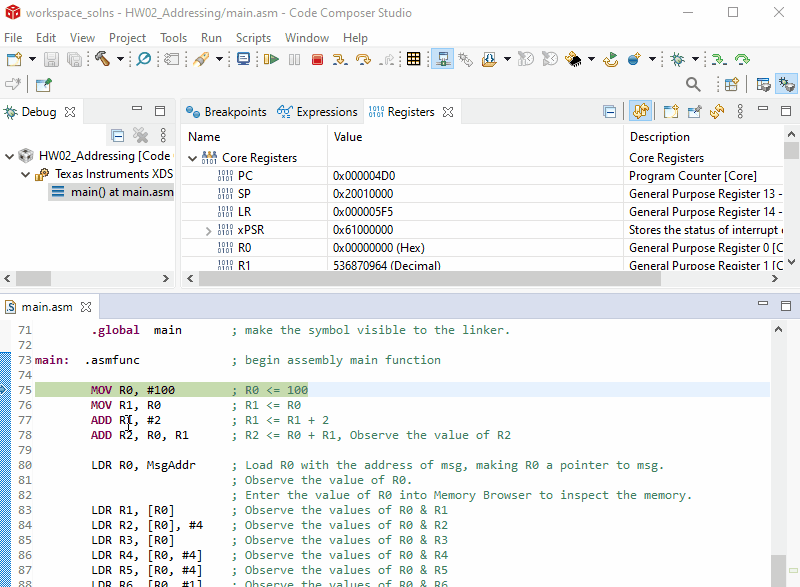 workspace_solns - HW02_Addressing/main.asm - Code Composer Studio
File Edit View Project Tools Run Scripts Window Help
Debug
Breakpoints Expressions Registers
Name Value Description
HW02_Addressing [Code
Texas Instruments XDS
main() at main.asm
Core Registers Core Registers
PC 0x000004D0 Program Counter [Core]
SP 0x20010000 General Purpose Register 13 -
LR 0x000005F5 General Purpose Register 14 -
xPSR 0x61000000 Stores the status of interrupt
R0 0x00000000 (Hex) General Purpose Register 0 [C
R1 536870964 (Decimal) General Purpose Register 1 [C
main.asm
71 .global main ; make the symbol visible to the linker.
72
73 main: .asmfunc ; begin assembly main function
74
75 MOV R0, #100 ; R0 <= 100
76 MOV R1, R0 ; R1 <= R0
77 ADD R1, #2 ; R1 <= R1 + 2
78 ADD R2, R0, R1 ; R2 <= R0 + R1, Observe the value of R2
79
80 LDR R0, MsgAddr ; Load R0 with the address of msg, making R0 a pointer to msg.
81 ; Observe the value of R0.
82 ; Enter the value of R0 into Memory Browser to inspect the memory.
83 LDR R1, [R0] ; Observe the values of R0 & R1
84 LDR R2, [R0], #4 ; Observe the values of R0 & R2
85 LDR R3, [R0] ; Observe the values of R0 & R3
86 LDR R4, [R0, #4] ; Observe the values of R0 & R4
87 LDR R5, [R0, #4]! ; Observe the values of R0 & R5
88 LDR R6, [R0, #1] ; Observe the values of R0 & R6